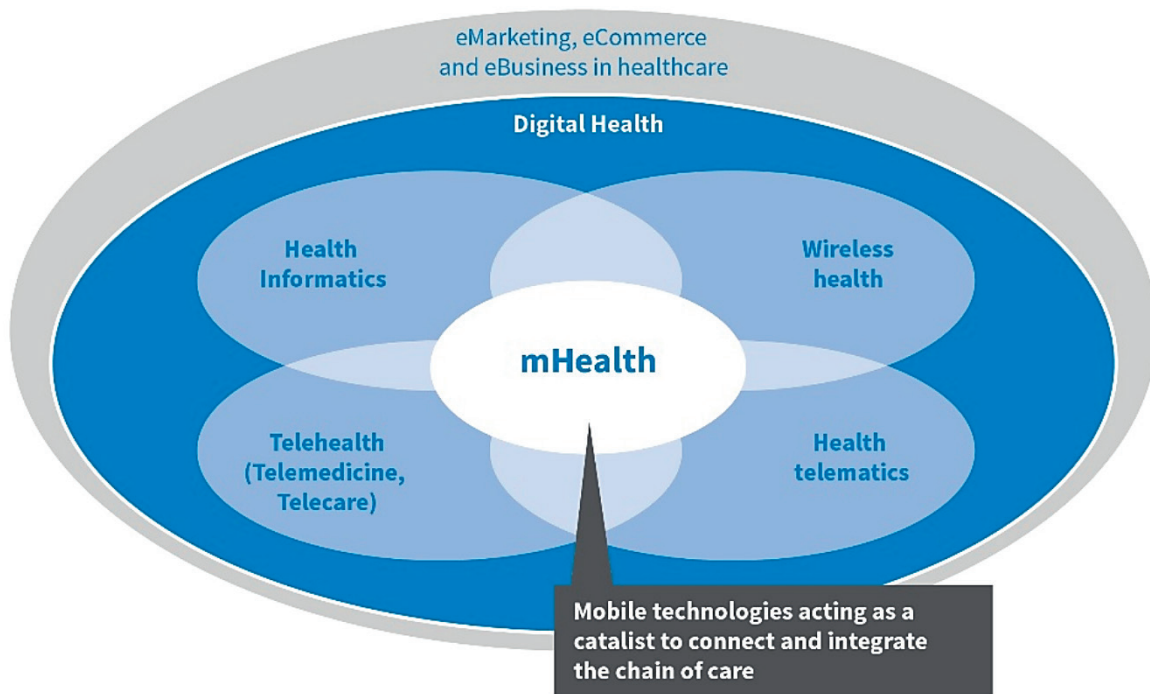 eMarketing, eCommerce
and eBusiness in healthcare
Digital Health
Health
Informatics
Wireless
health
mHealth
Telehealth
(Telemedicine,
Telecare)
Health
telematics
Mobile technologies acting as a
catalist to connect and integrate
the chain of care